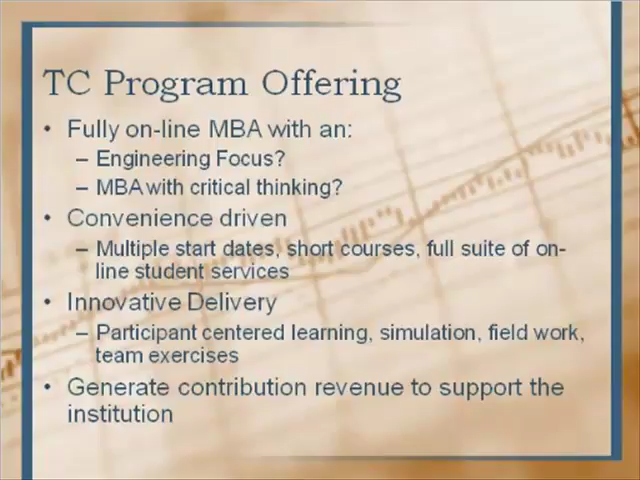 TC Program Offering
• Fully on-line MBA with an:
– Engineering Focus?
– MBA with critical thinking?
• Convenience driven
– Multiple start dates, short courses, full suite of on-
line student services
• Innovative Delivery
– Participant centered learning, simulation, field work,
team exercises
• Generate contribution revenue to support the
institution